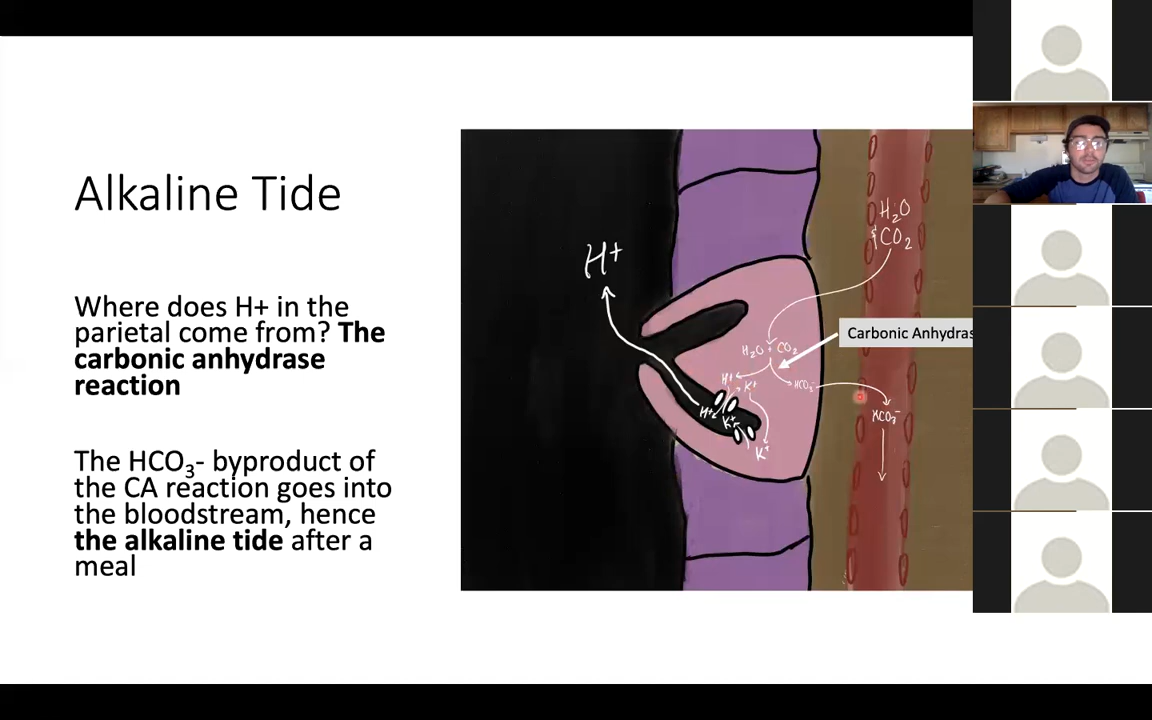 Alkaline Tide
Where does H+ in the
parietal come from? The
carbonic anhydrase
reaction
The HCO3- byproduct of
the CA reaction goes into
the bloodstream, hence
the alkaline tide after a
meal
H+
H2O
CO2
Carbonic Anhydras
H2O + CO2
H+
K+
HCO3-
H+
K+
K+
HCO3-